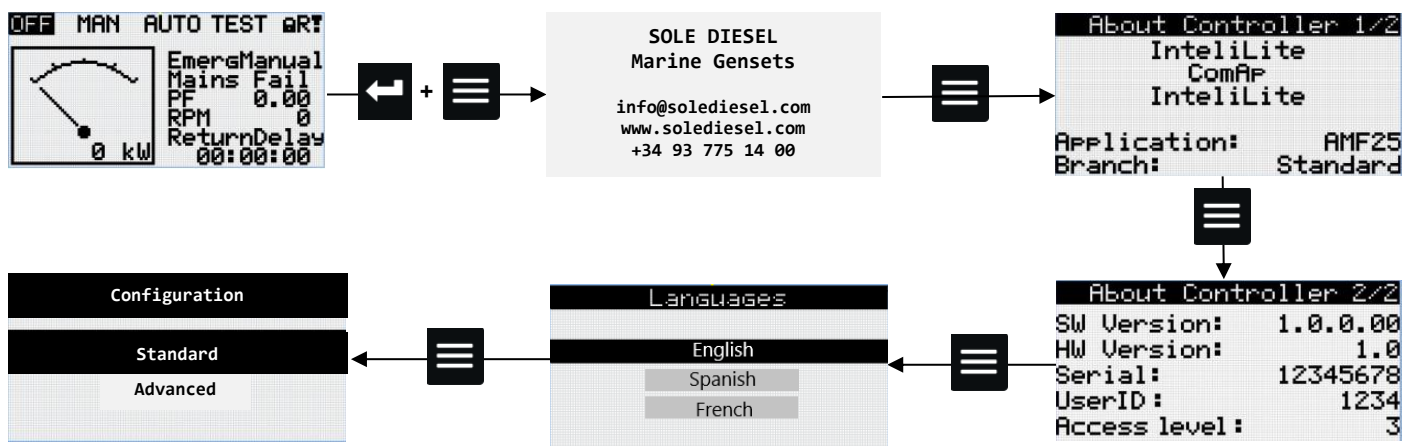 OFF MAN AUTO TEST
EmergManual
Mains Fail
PF 0.00
RPM 0
ReturnDelay
00:00:00
0 kW
+
SOLE DIESEL
Marine Gensets
info@solediesel.com
www.solediesel.com
+34 93 775 14 00
About Controller 1/2
InteliLite
ComAp
InteliLite
Application: AMF25
Branch: Standard
About Controller 2/2
SW Version: 1.0.0.00
HW Version: 1.0
Serial: 12345678
UserID: 1234
Access level: 3
Languages
English
Spanish
French
Configuration
Standard
Advanced